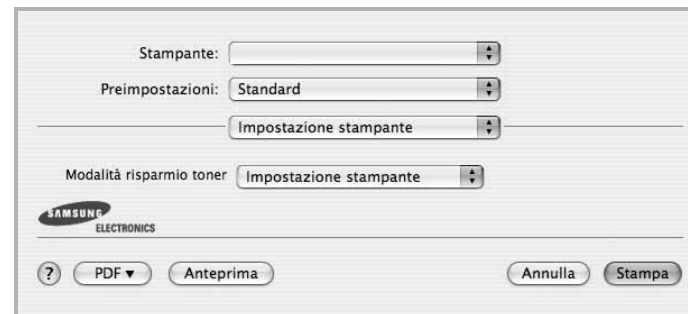 Stampante:
Preimpostazioni: Standard
Impostazione stampante
Modalità risparmio toner Impostazione stampante
SAMSUNG
ELECTRONICS
? PDF▼ Anteprima Annulla Stampa